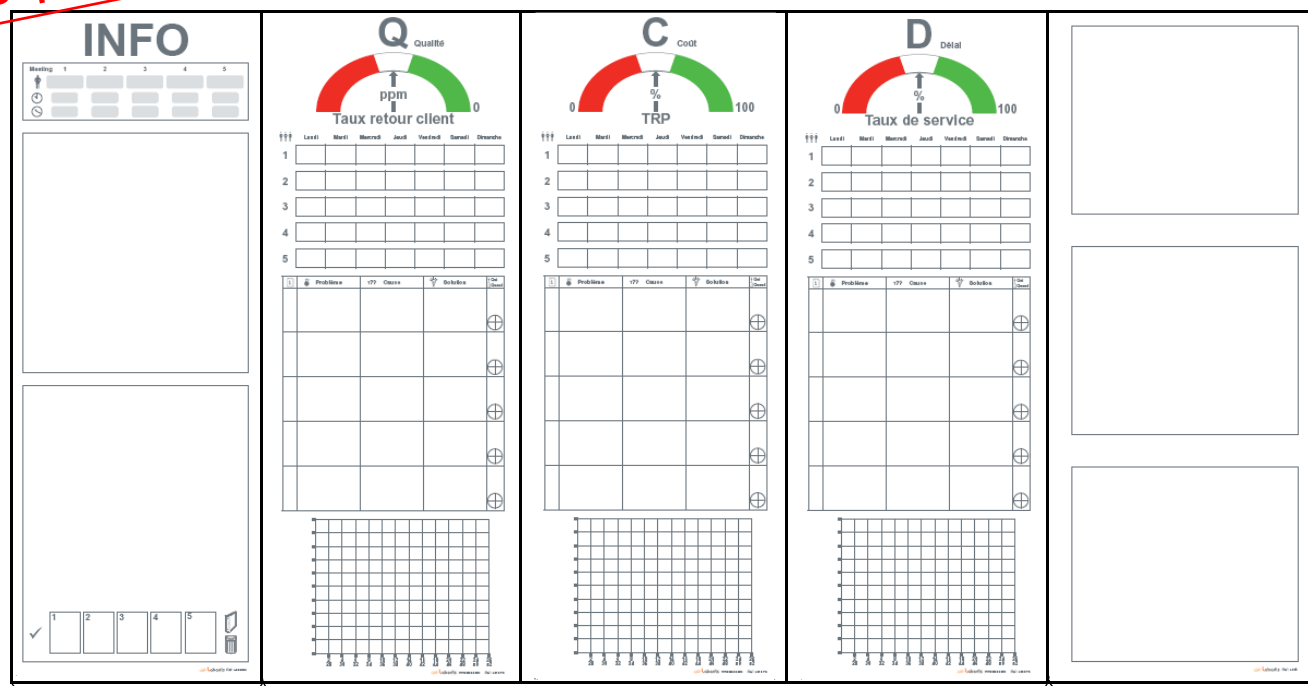 INFO
Meeting 1 2 3 4 5
1 2 3 4 5
Q Qualité
ppm
0
Taux retour client
Lundi Mardi Mercredi Jeudi Vendredi Samedi Dimanche
1
2
3
4
5
Problème ??? Cause Solution
C Coût
%
0 100
TRP
Lundi Mardi Mercredi Jeudi Vendredi Samedi Dimanche
1
2
3
4
5
Problème ??? Cause Solution
D Délai
%
0 100
Taux de service
Lundi Mardi Mercredi Jeudi Vendredi Samedi Dimanche
1
2
3
4
5
Problème ??? Cause Solution